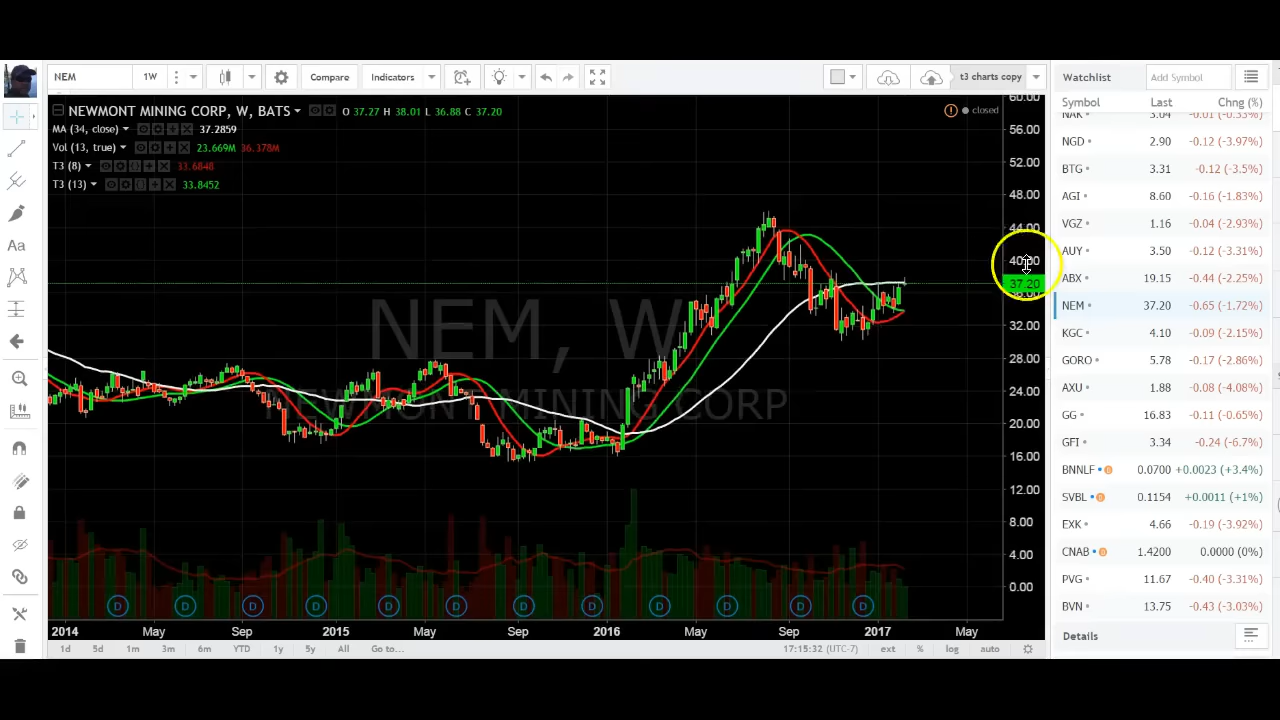 NEM 1W Compare Indicators t3 charts copy Watchlist Add Symbol
NEWMONT MINING CORP, W, BATS O 37.27 H 38.01 L 36.88 C 37.20 closed
MA (34, close) 37.2859
Vol (13, true) 23.669M 36.378M
T3 (8) 33.6848
T3 (13) 33.8452
NEM, W
NEWMONT MINING CORP
60.00
56.00
52.00
48.00
44.00
40.00
37.20
36.00
32.00
28.00
24.00
20.00
16.00
12.00
8.00
4.00
0.00
D D D D D D D D D D D D
2014 May Sep 2015 May Sep 2016 May Sep 2017 May
1d 5d 1m 3m 6m YTD 1y 5y All Go to... 17:15:32 (UTC-7) ext % log auto
Aa
Symbol Last Chng (%)
NAK 3.04 -0.01 (-0.33%)
NGD 2.90 -0.12 (-3.97%)
BTG 3.31 -0.12 (-3.5%)
AGI 8.60 -0.16 (-1.83%)
VGZ 1.16 -0.04 (-2.93%)
AUY 3.50 -0.12 (-3.31%)
ABX 19.15 -0.44 (-2.25%)
NEM 37.20 -0.65 (-1.72%)
KGC 4.10 -0.09 (-2.15%)
GORO 5.78 -0.17 (-2.86%)
AXU 1.88 -0.08 (-4.08%)
GG 16.83 -0.11 (-0.65%)
GFI 3.34 -0.24 (-6.7%)
BNNLF D 0.0700 +0.0023 (+3.4%)
SVBL D 0.1154 +0.0011 (+1%)
EXK 4.66 -0.19 (-3.92%)
CNAB D 1.4200 0.0000 (0%)
PVG 11.67 -0.40 (-3.31%)
BVN 13.75 -0.43 (-3.03%)
Details